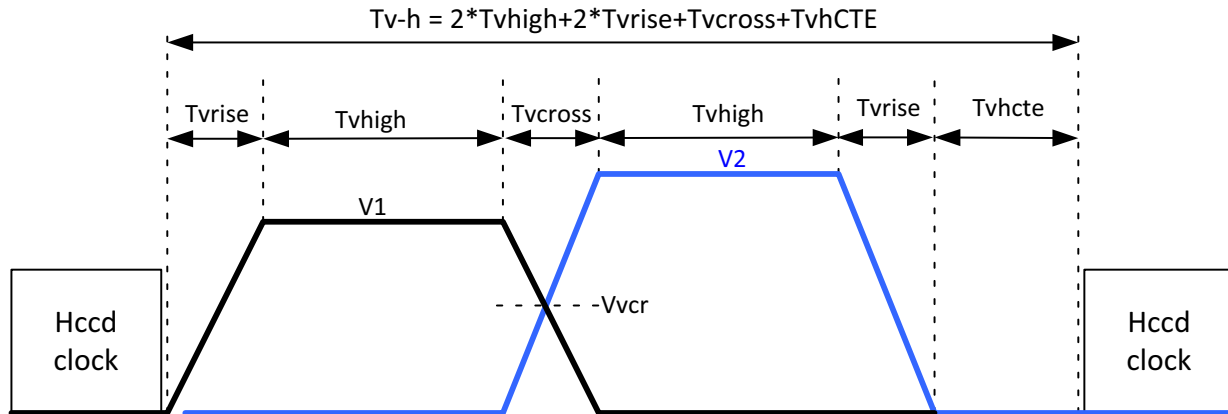 Tv-h = 2*Tvhigh+2*Tvrise+Tvcross+TvhCTE
Tvrise Tvhigh Tvcross Tvhigh Tvrise Tvhcte
V2
V1
Vvcr
Hccd
clock
Hccd
clock